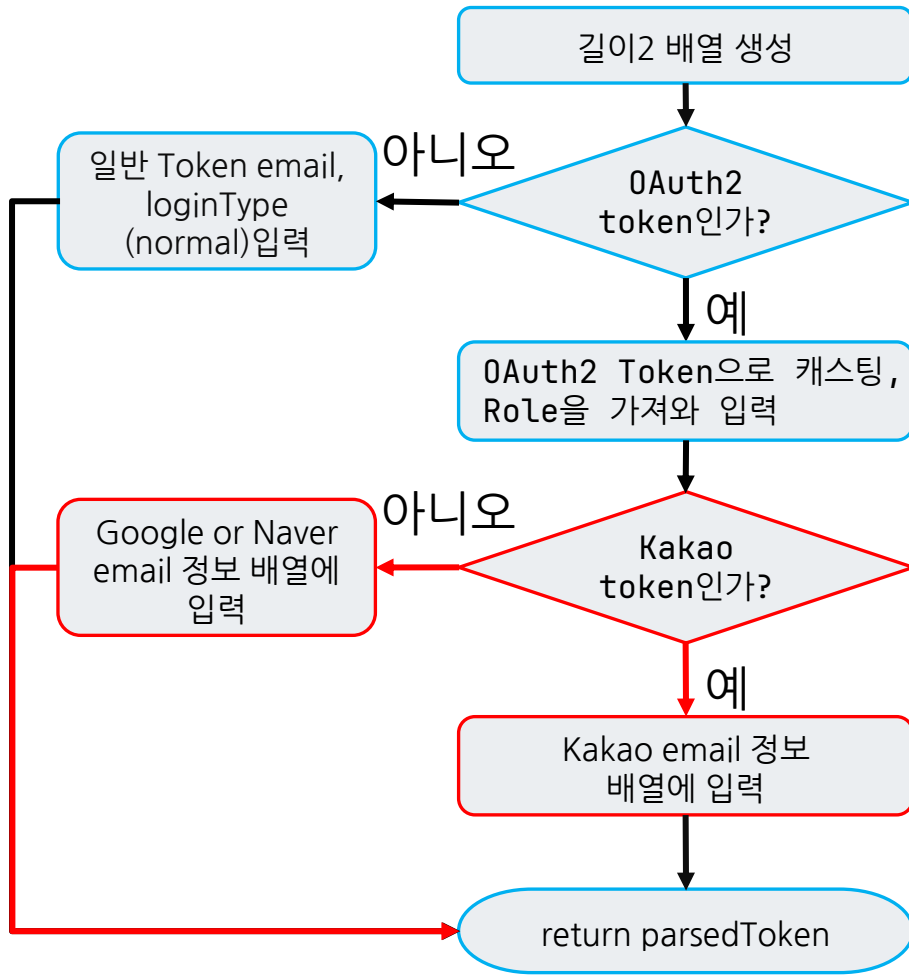 길이2 배열 생성
아니오
일반 Token email,
loginType
(normal)입력
OAuth2
token인가?
예
OAuth2 Token으로 캐스팅,
Role을 가져와 입력
아니오
Google or Naver
email 정보 배열에
입력
Kakao
token인가?
예
Kakao email 정보
배열에 입력
return parsedToken